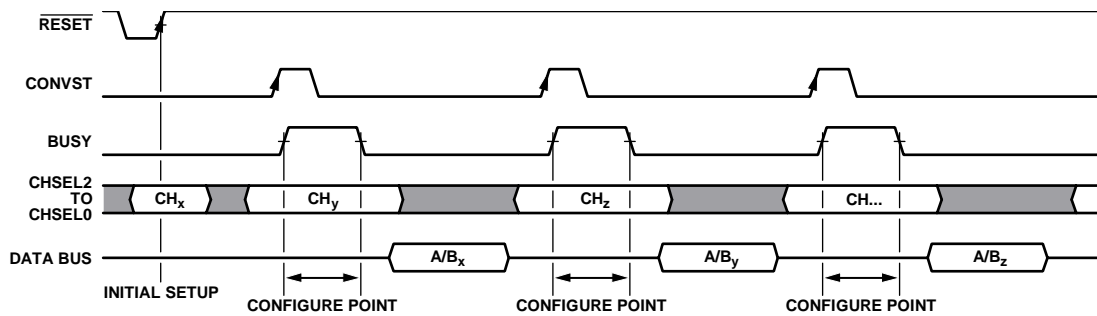 RESET
CONVST
BUSY
CHSEL2
TO
CHSEL0
CHx CHy CHz CH...
DATA BUS A/Bx A/By A/Bz
INITIAL SETUP CONFIGURE POINT CONFIGURE POINT CONFIGURE POINT